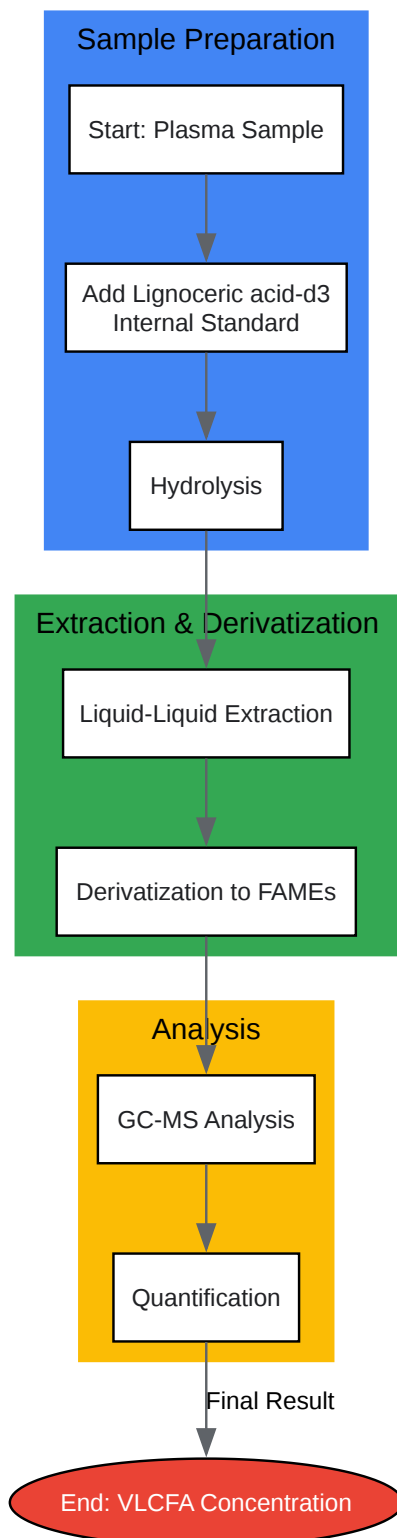 Sample Preparation
Start: Plasma Sample
Add Lignoceric acid-d3
Internal Standard
Hydrolysis
Extraction & Derivatization
Liquid-Liquid Extraction
Derivatization to FAMEs
Analysis
GC-MS Analysis
Quantification
Final Result
End: VLCFA Concentration